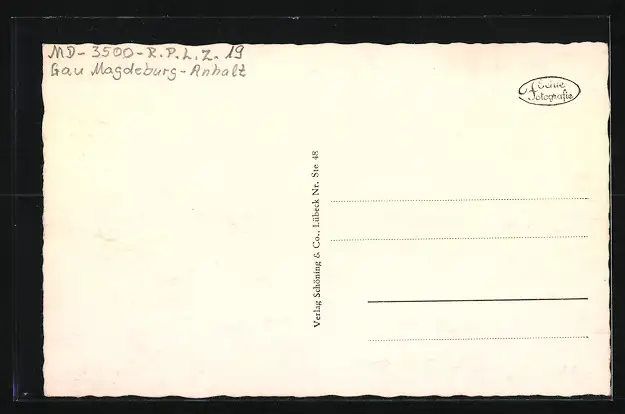 MD-3500-R.P.L.Z. 19
Gau Magdeburg-Anhalt
Echte
Fotografie
Verlag Schöning & Co., Lübeck Nr. Ste 48